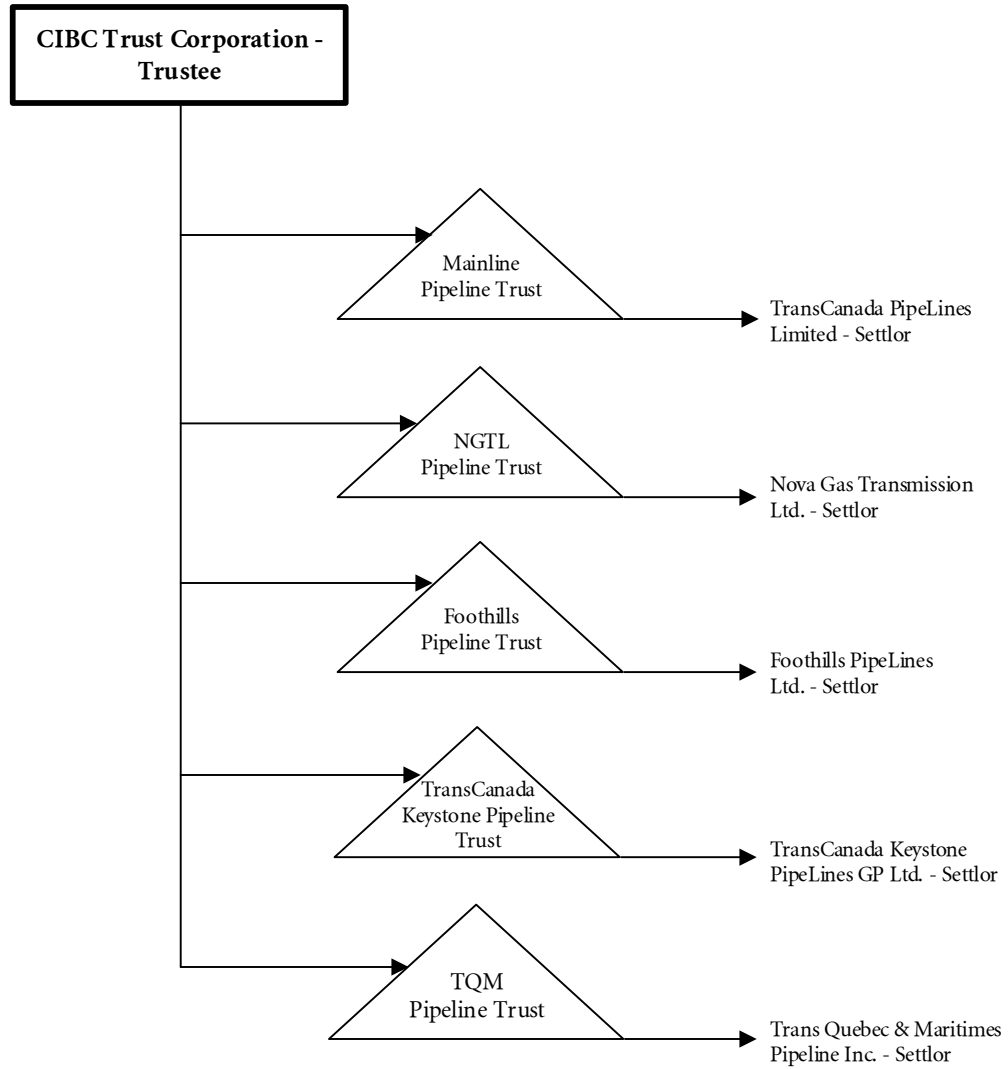 CIBC Trust Corporation -
Trustee
Mainline
Pipeline Trust
TransCanada PipeLines
Limited - Settlor
NGTL
Pipeline Trust
Nova Gas Transmission
Ltd. - Settlor
Foothills
Pipeline Trust
Foothills PipeLines
Ltd. - Settlor
TransCanada
Keystone Pipeline
Trust
TransCanada Keystone
PipeLines GP Ltd. - Settlor
TQM
Pipeline Trust
Trans Quebec & Maritimes
Pipeline Inc. - Settlor